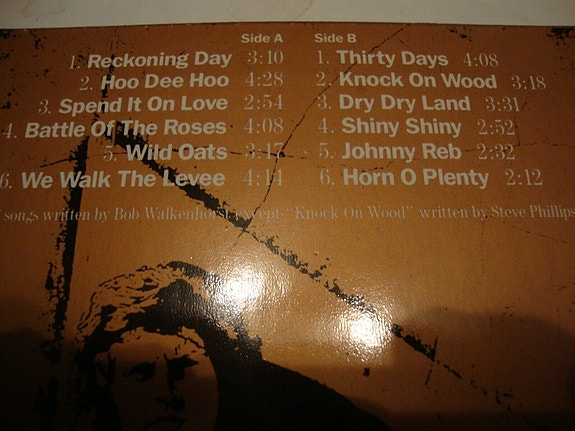 Side A
1. Reckoning Day 3:10
2. Hoo Dee Hoo 4:28
3. Spend It On Love 2:54
4. Battle Of The Roses 4:08
5. Wild Oats 3:15
6. We Walk The Levee 4:14
Side B
1. Thirty Days 4:08
2. Knock On Wood 3:18
3. Dry Dry Land 3:31
4. Shiny Shiny 2:52
5. Johnny Reb 2:32
6. Horn O Plenty 2:12
songs written by Bob Walkenhorst except "Knock On Wood" written by Steve Phillips